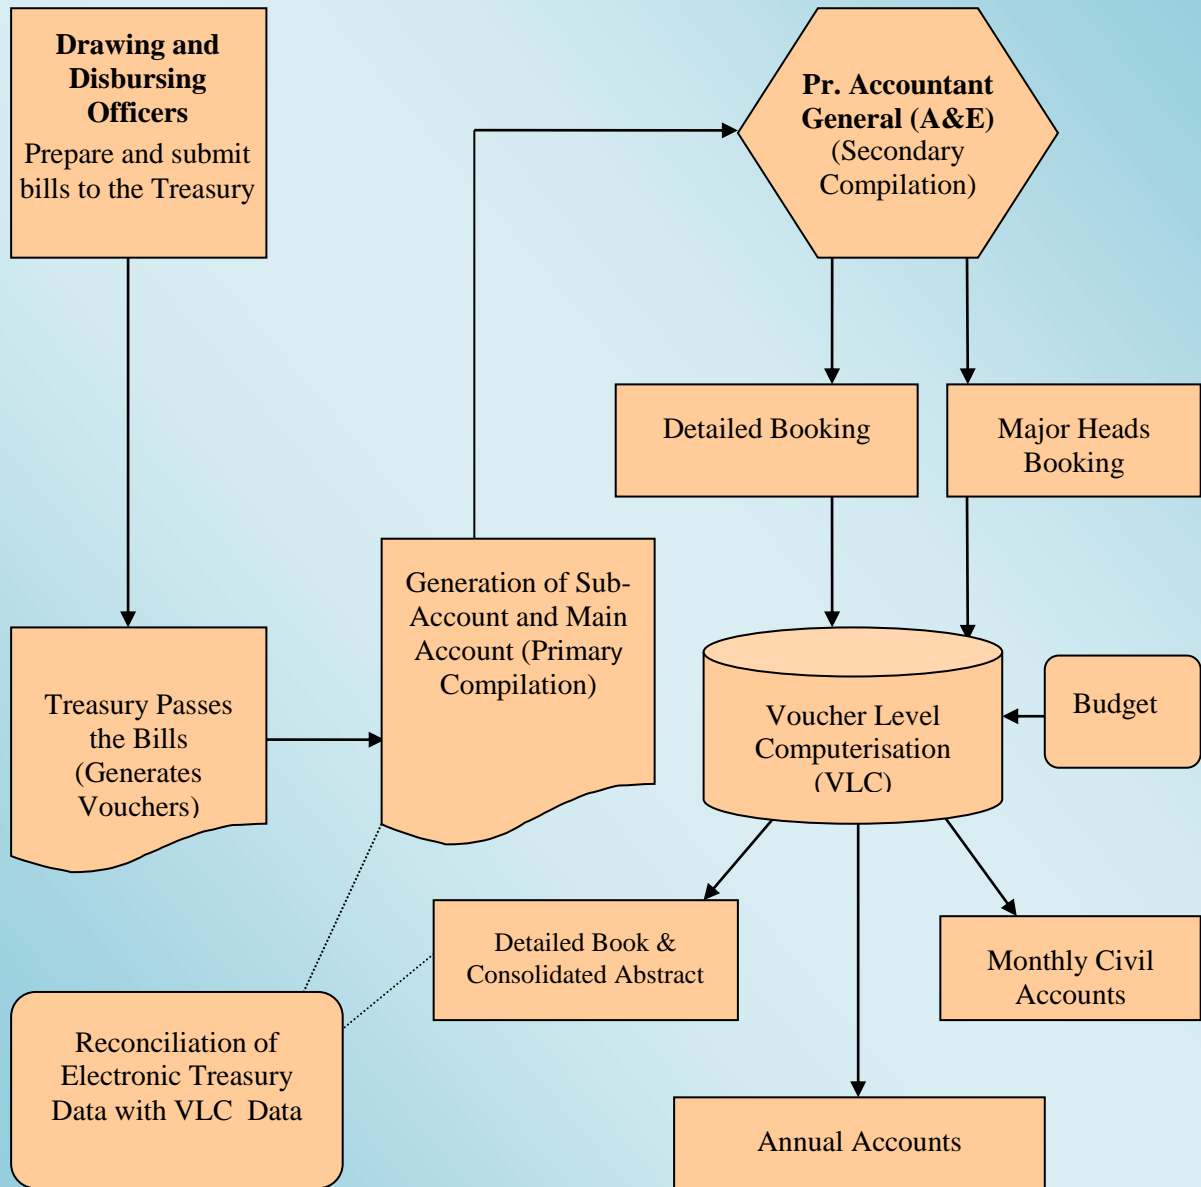 Drawing and
Disbursing
Officers
Prepare and submit
bills to the Treasury
Pr. Accountant
General (A&E)
(Secondary
Compilation)
Detailed Booking
Major Heads
Booking
Generation of Sub-
Account and Main
Account (Primary
Compilation)
Treasury Passes
the Bills
(Generates
Vouchers)
Voucher Level
Computerisation
(VLC)
Budget
Detailed Book &
Consolidated Abstract
Monthly Civil
Accounts
Reconciliation of
Electronic Treasury
Data with VLC Data
Annual Accounts